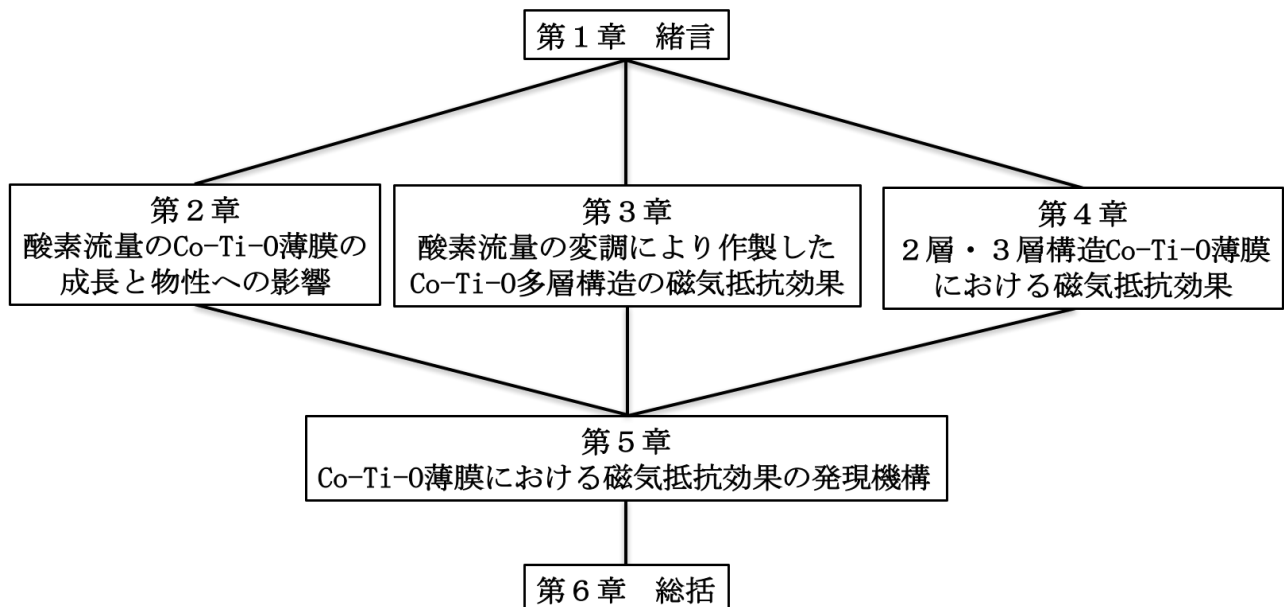 第１章　緒言
第２章
酸素流量のCo-Ti-O薄膜の
成長と物性への影響
第３章
酸素流量の変調により作製した
Co-Ti-O多層構造の磁気抵抗効果
第４章
２層・３層構造Co-Ti-O薄膜
における磁気抵抗効果
第５章
Co-Ti-O薄膜における磁気抵抗効果の発現機構
第６章　総括